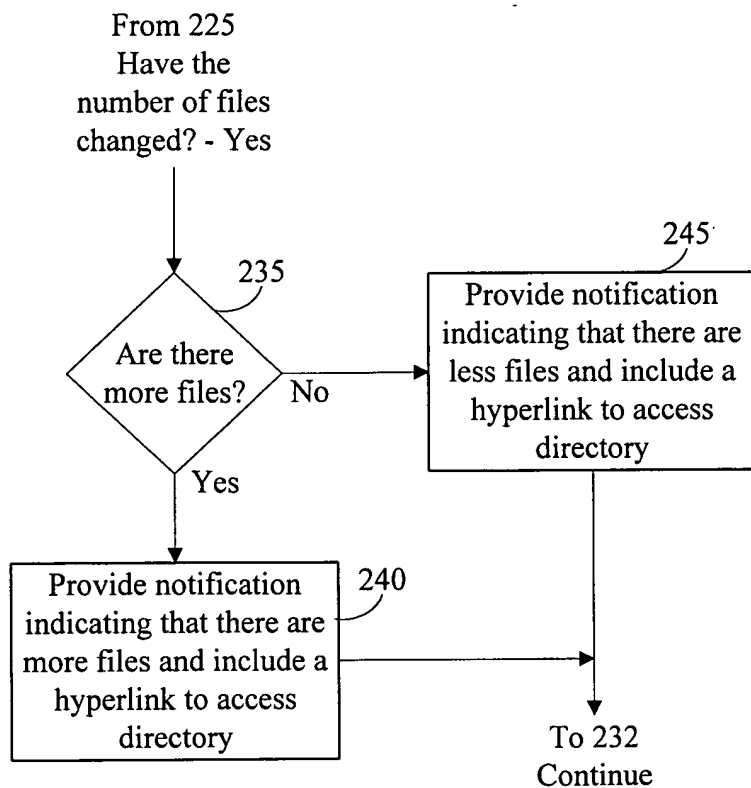 From 225
Have the
number of files
changed? - Yes
235
Are there
more files?
No
Yes
245
Provide notification
indicating that there are
less files and include a
hyperlink to access
directory
240
Provide notification
indicating that there are
more files and include a
hyperlink to access
directory
To 232
Continue